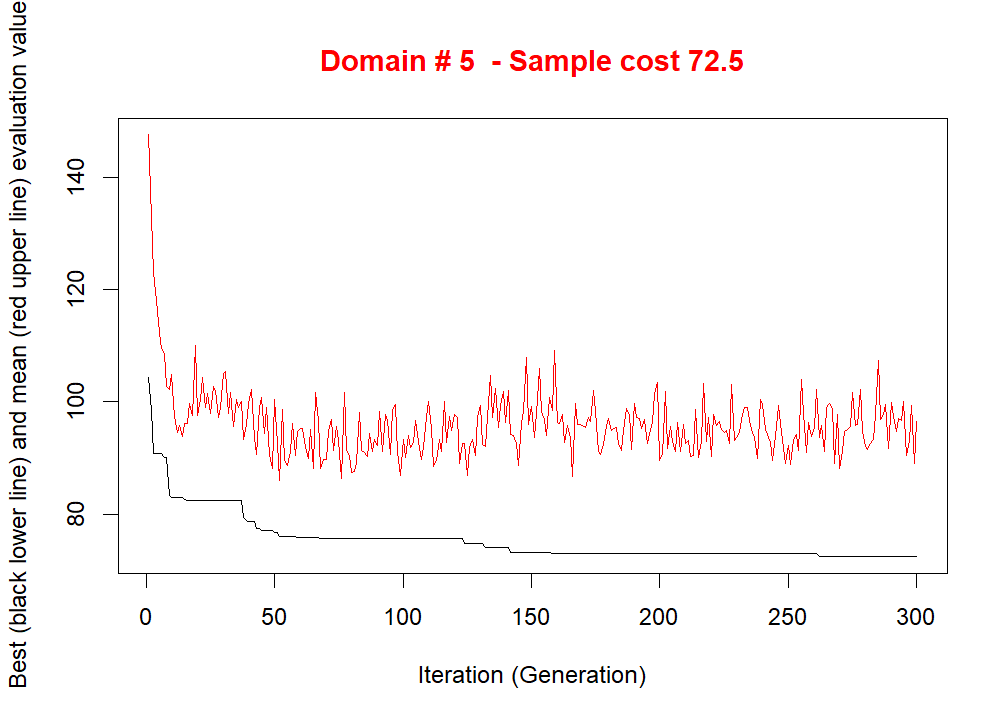 Domain # 5  - Sample cost 72.5
Best (black lower line) and mean (red upper line) evaluation value
140
120
100
80
0 50 100 150 200 250 300
Iteration (Generation)